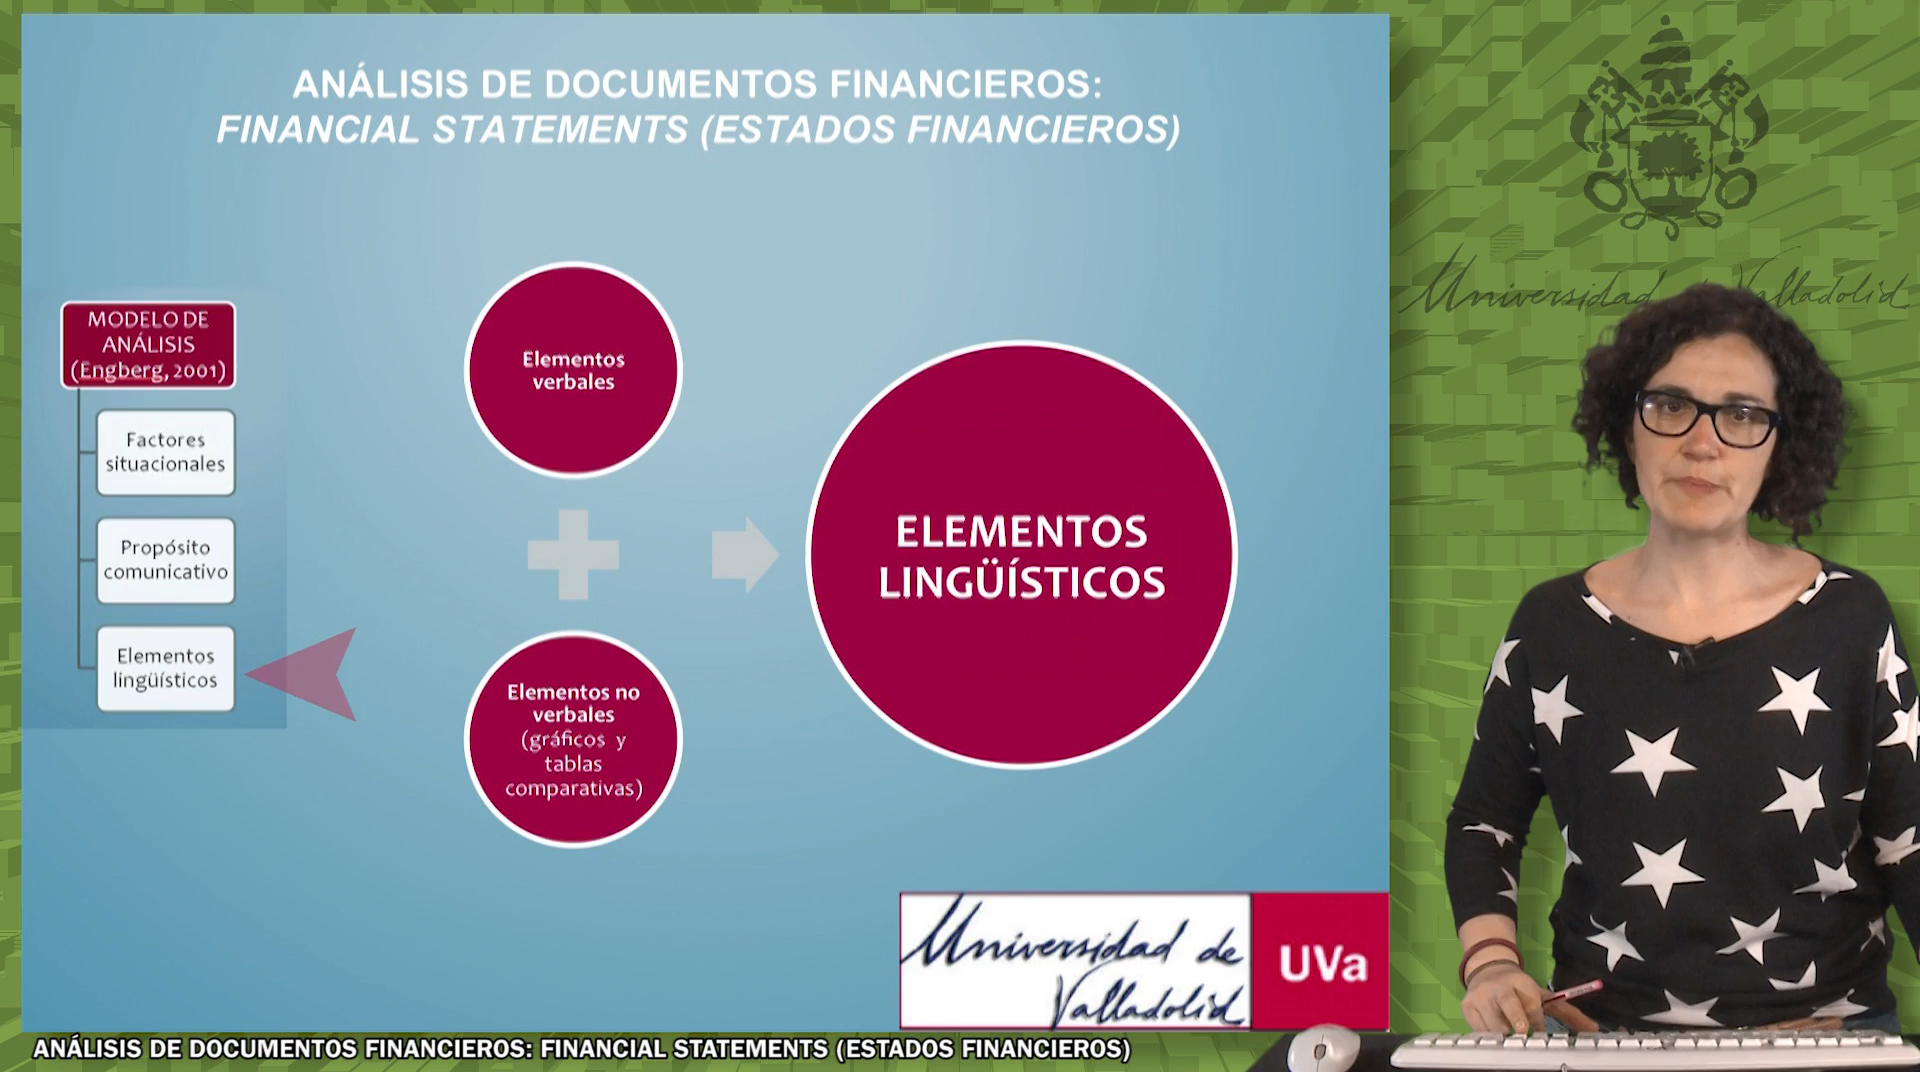 ANÁLISIS DE DOCUMENTOS FINANCIEROS:
FINANCIAL STATEMENTS (ESTADOS FINANCIEROS)
MODELO DE
ANÁLISIS
(Engberg, 2001)
Factores
situacionales
Propósito
comunicativo
Elementos
lingüísticos
Elementos
verbales
Elementos no
verbales
(gráficos y
tablas
comparativas)
ELEMENTOS
LINGÜÍSTICOS
Universidad de Valladolid
Universidad de
Valladolid
UVa
ANÁLISIS DE DOCUMENTOS FINANCIEROS: FINANCIAL STATEMENTS (ESTADOS FINANCIEROS)